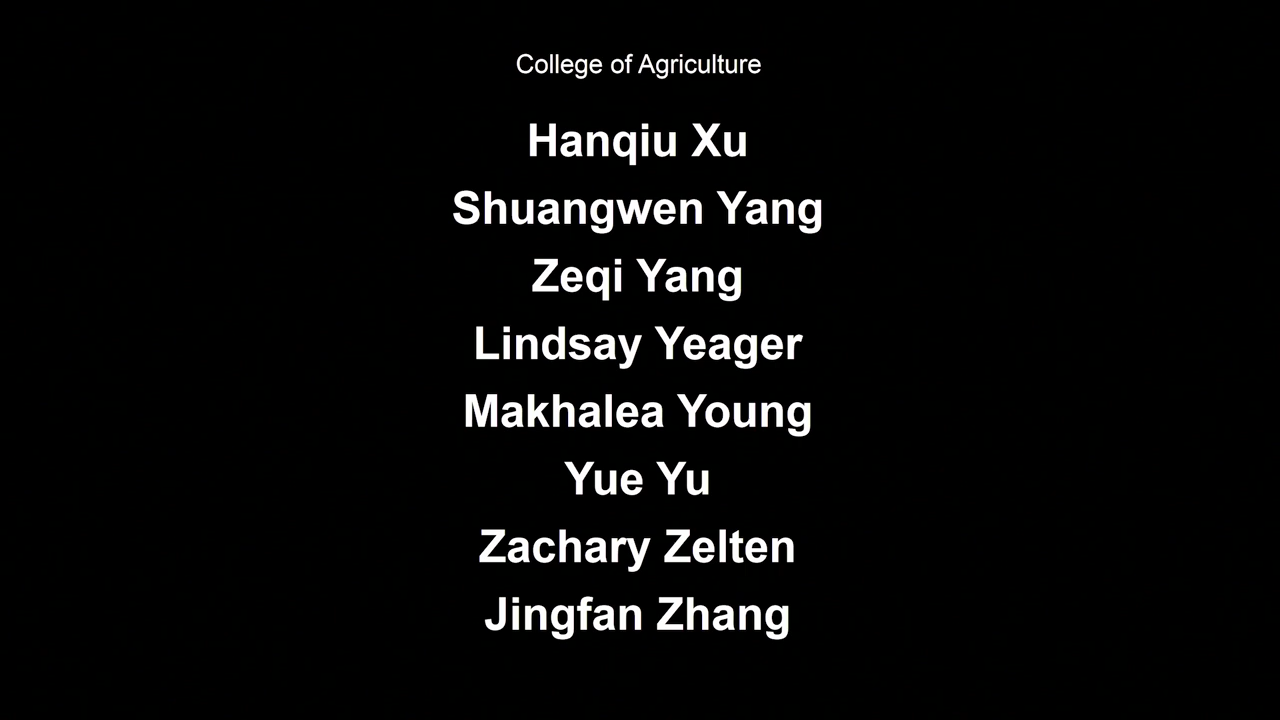 College of Agriculture
Hanqiu Xu
Shuangwen Yang
Zeqi Yang
Lindsay Yeager
Makhalea Young
Yue Yu
Zachary Zelten
Jingfan Zhang